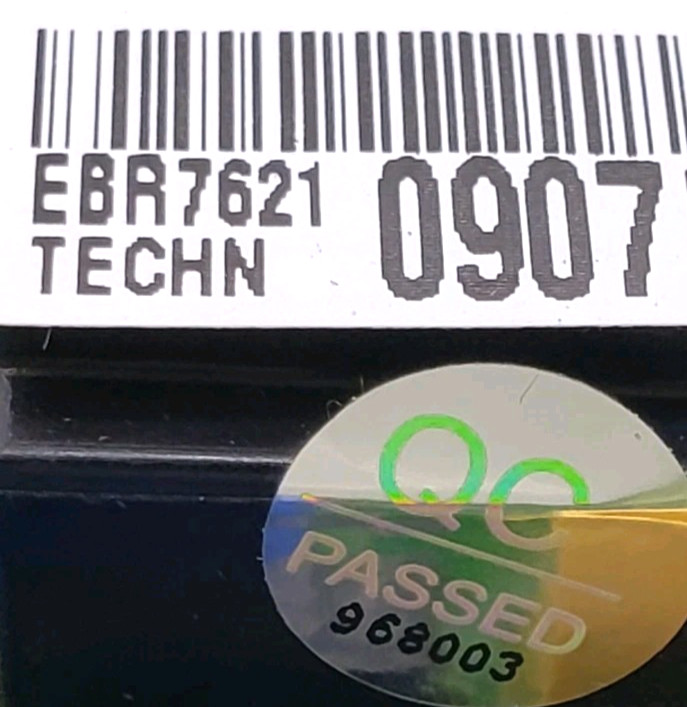 EBR7621 0907
TECHN
QC
PASSED
968003